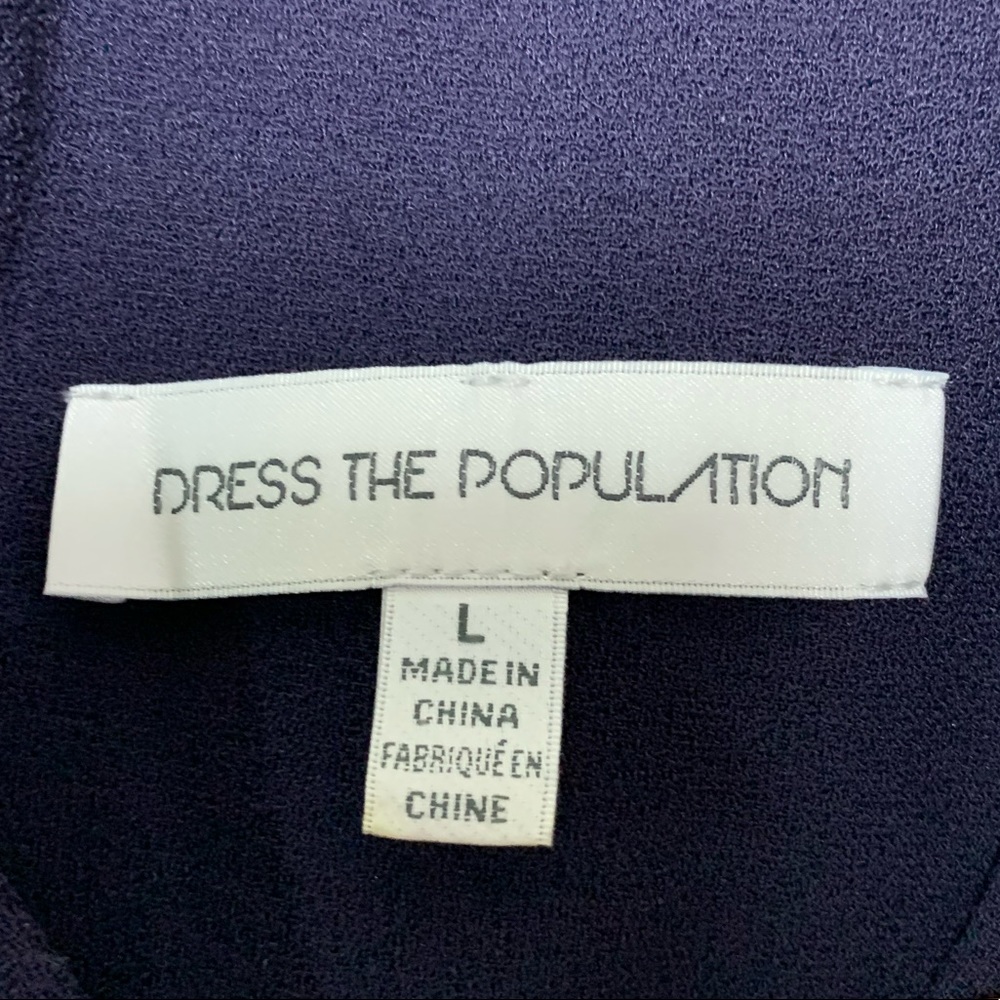 DRESS THE POPULATION
L
MADE IN
CHINA
FABRIQUÉ EN
CHINE